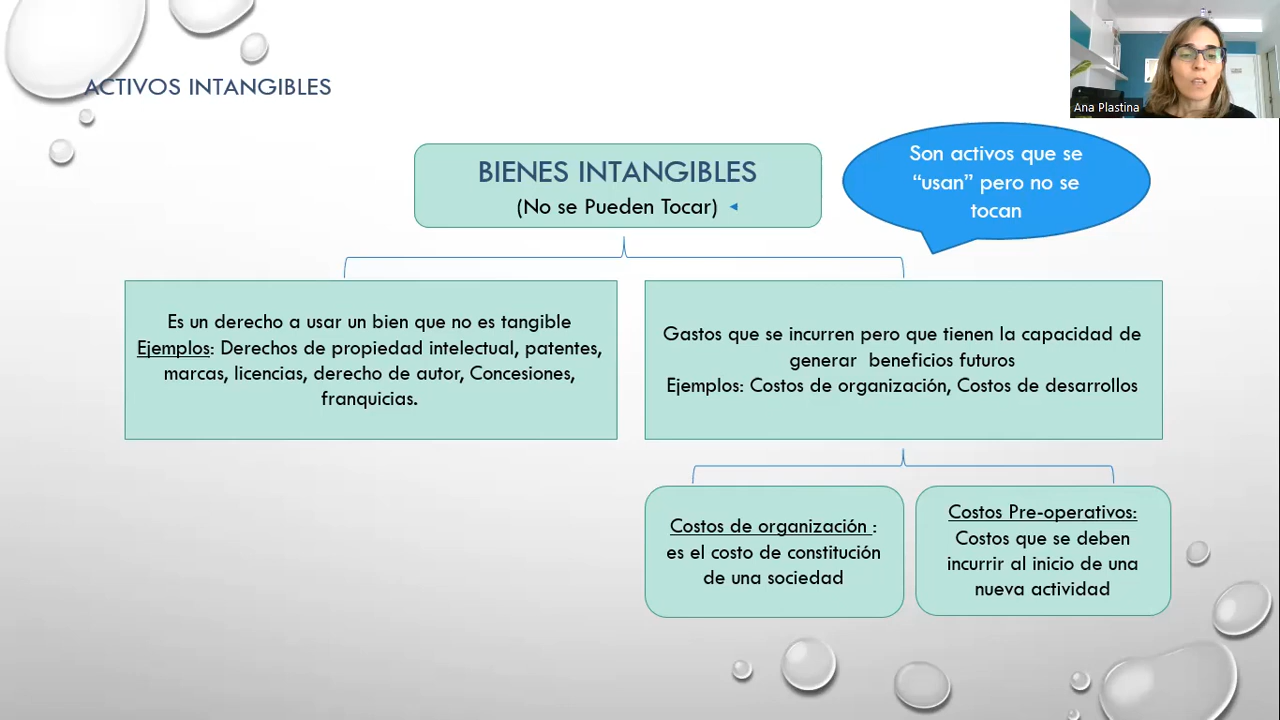 ACTIVOS INTANGIBLES
Ana Plastina
BIENES INTANGIBLES
(No se Pueden Tocar)
Son activos que se
“usan” pero no se
tocan
Es un derecho a usar un bien que no es tangible
Ejemplos: Derechos de propiedad intelectual, patentes,
marcas, licencias, derecho de autor, Concesiones,
franquicias.
Gastos que se incurren pero que tienen la capacidad de
generar beneficios futuros
Ejemplos: Costos de organización, Costos de desarrollos
Costos de organización :
es el costo de constitución
de una sociedad
Costos Pre-operativos:
Costos que se deben
incurrir al inicio de una
nueva actividad